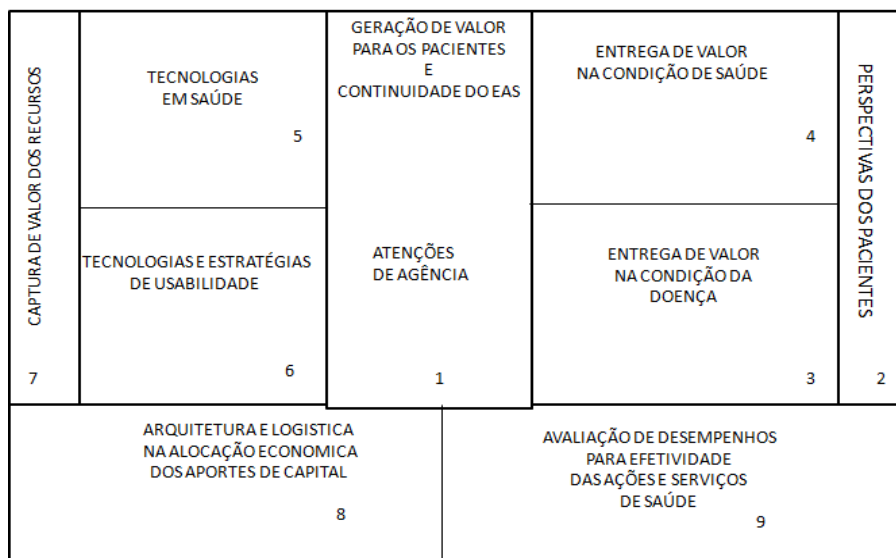 CAPTURA DE VALOR DOS RECURSOS
7
TECNOLOGIAS
EM SAÚDE
5
TECNOLOGIAS E ESTRATÉGIAS
DE USABILIDADE
6
GERAÇÃO DE VALOR
PARA OS PACIENTES
E
CONTINUIDADE DO EAS
ATENÇÕES
DE AGÊNCIA
1
ENTREGA DE VALOR
NA CONDIÇÃO DE SAÚDE
4
ENTREGA DE VALOR
NA CONDIÇÃO DA
DOENÇA
3
PERSPECTIVAS DOS PACIENTES
2
ARQUITETURA E LOGISTICA
NA ALOCAÇÃO ECONOMICA
DOS APORTES DE CAPITAL
8
AVALIAÇÃO DE DESEMPENHOS
PARA EFETIVIDADE
DAS AÇÕES E SERVIÇOS
DE SAÚDE
9